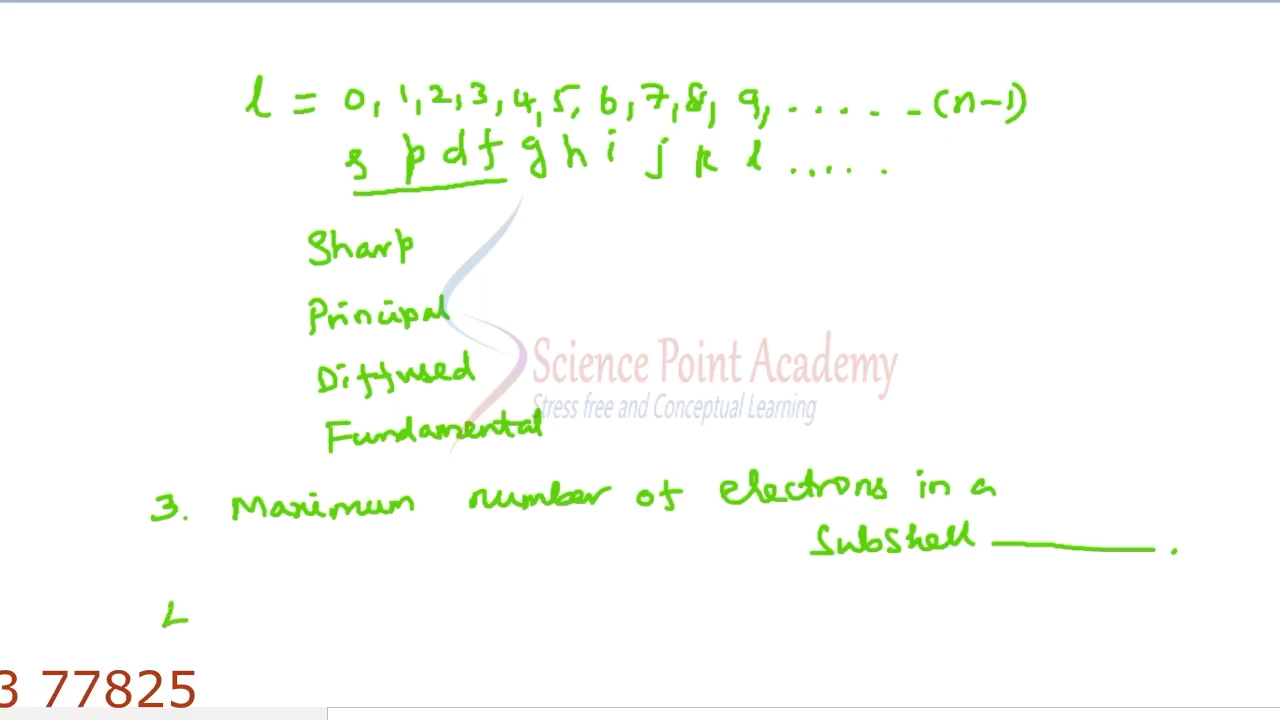 l = 0, 1, 2, 3, 4, 5, 6, 7, 8, 9, ..... - (n-1)
s p d f g h i j k l .....
Sharp
Principal
Diffused
Science Point Academy
Stress free and Conceptual Learning
Fundamental
3. Maximum number of electrons in a
Subshell ________ .
L
3 77825